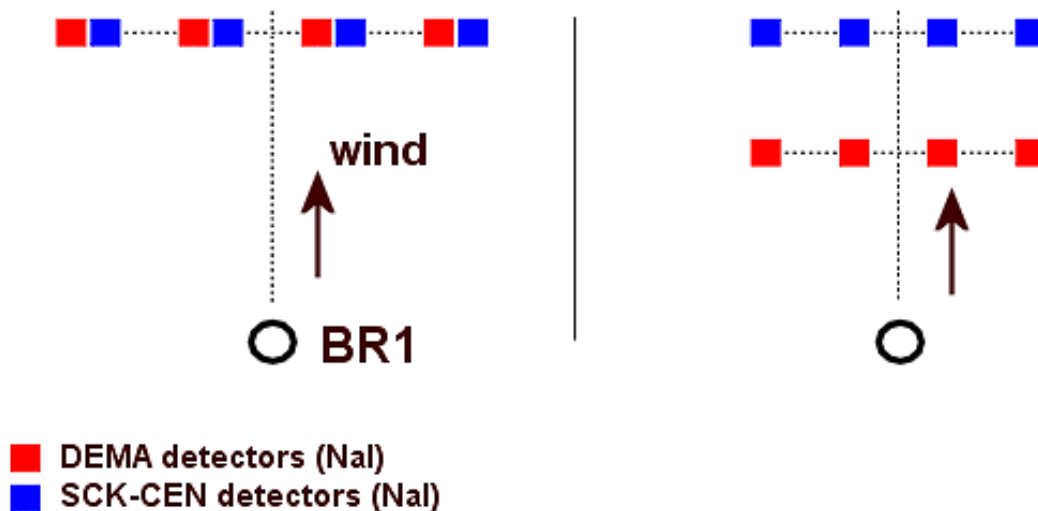 wind
BR1
DEMA detectors (NaI)
SCK-CEN detectors (NaI)